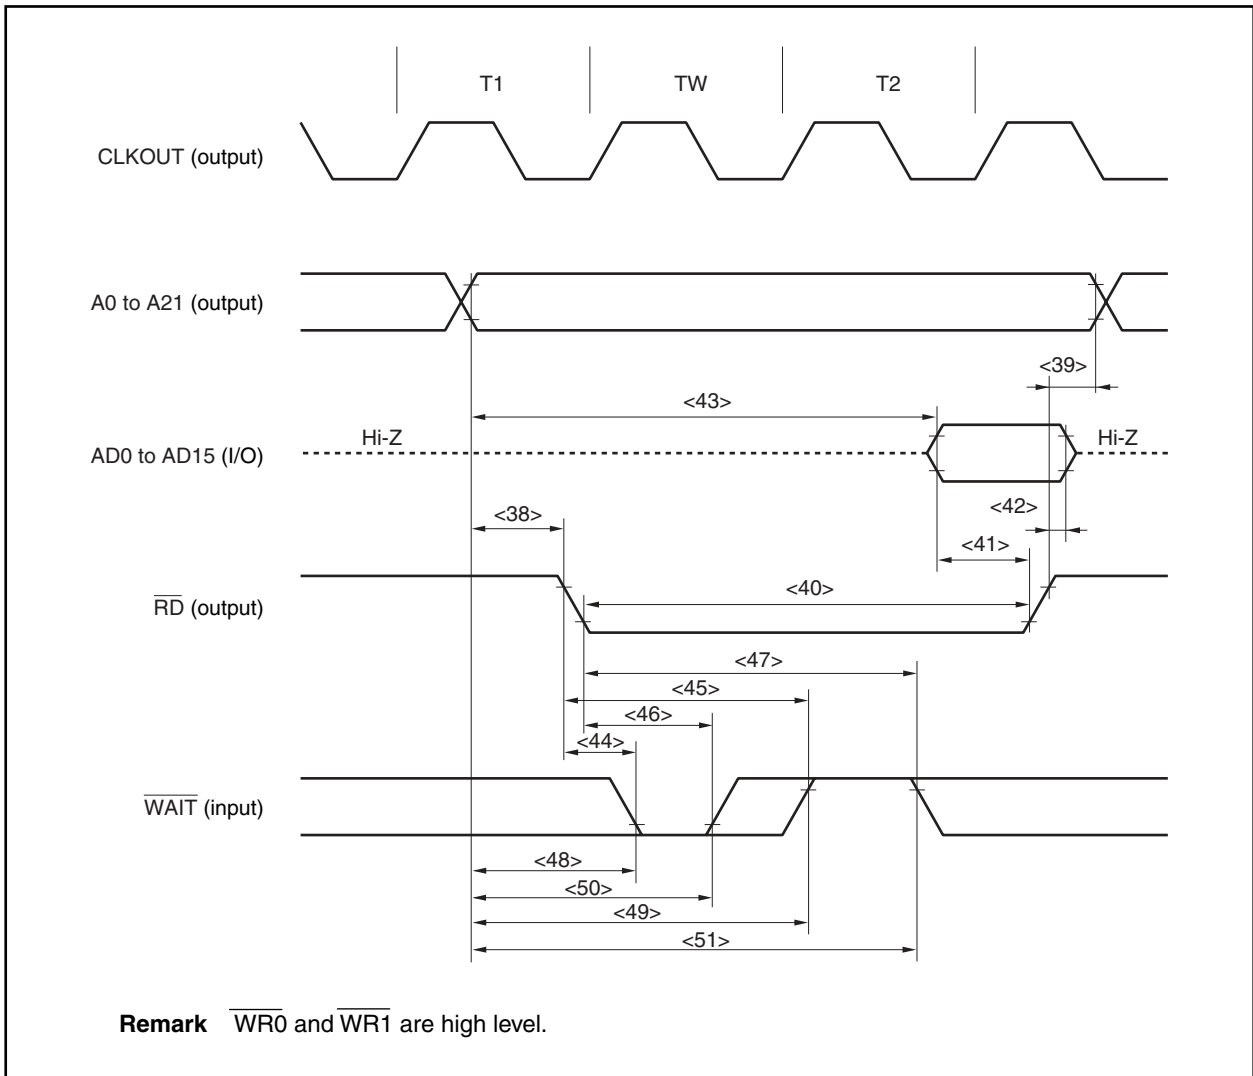 T1 TW T2
CLKOUT (output)
A0 to A21 (output)
<39>
<43>
Hi-Z Hi-Z
AD0 to AD15 (I/O)
<42>
<38>
<41>
<40>
RD (output)
<47>
<45>
<46>
<44>
WAIT (input)
<48>
<50>
<49>
<51>
Remark WR0 and WR1 are high level.